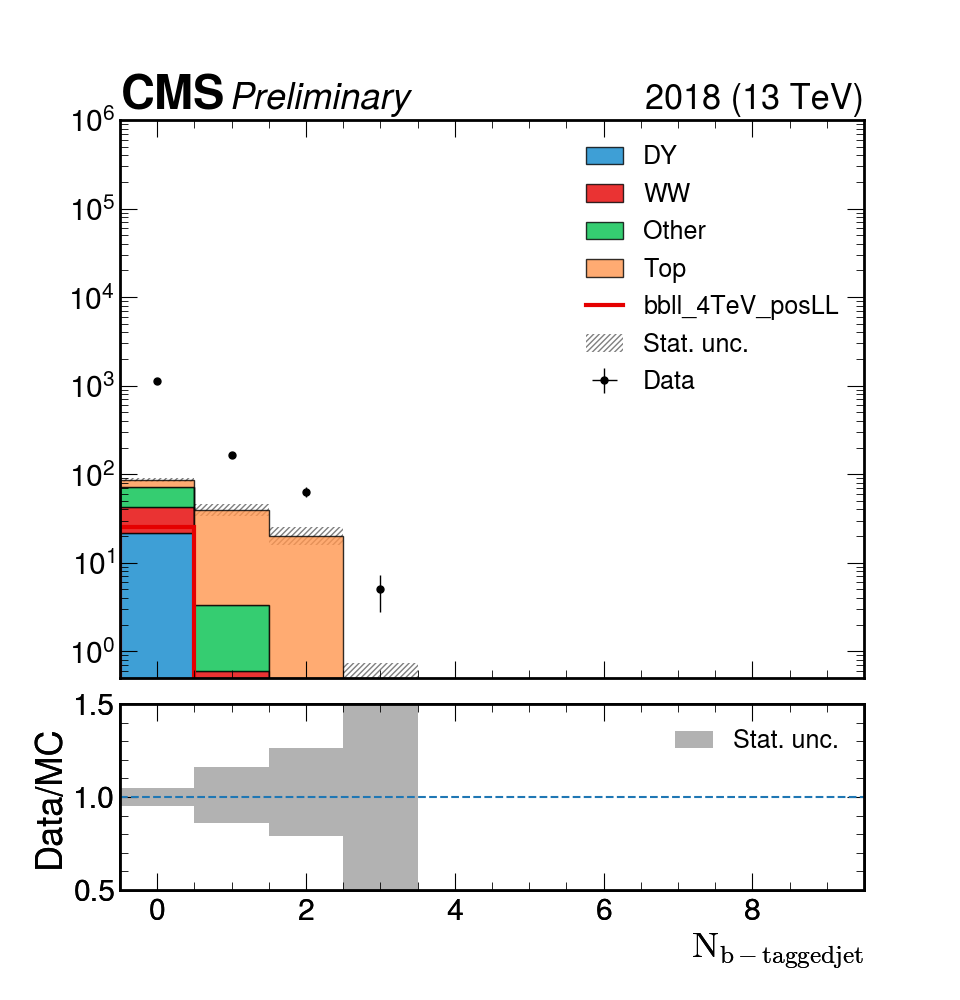 CMS Preliminary 2018 (13 TeV)
10^6
10^5
10^4
10^3
10^2
10^1
10^0
DY
WW
Other
Top
bbll_4TeV_posLL
Stat. unc.
Data
Data/MC
1.5
1.0
0.5
Stat. unc.
0 2 4 6 8
N_{b-taggedjet}